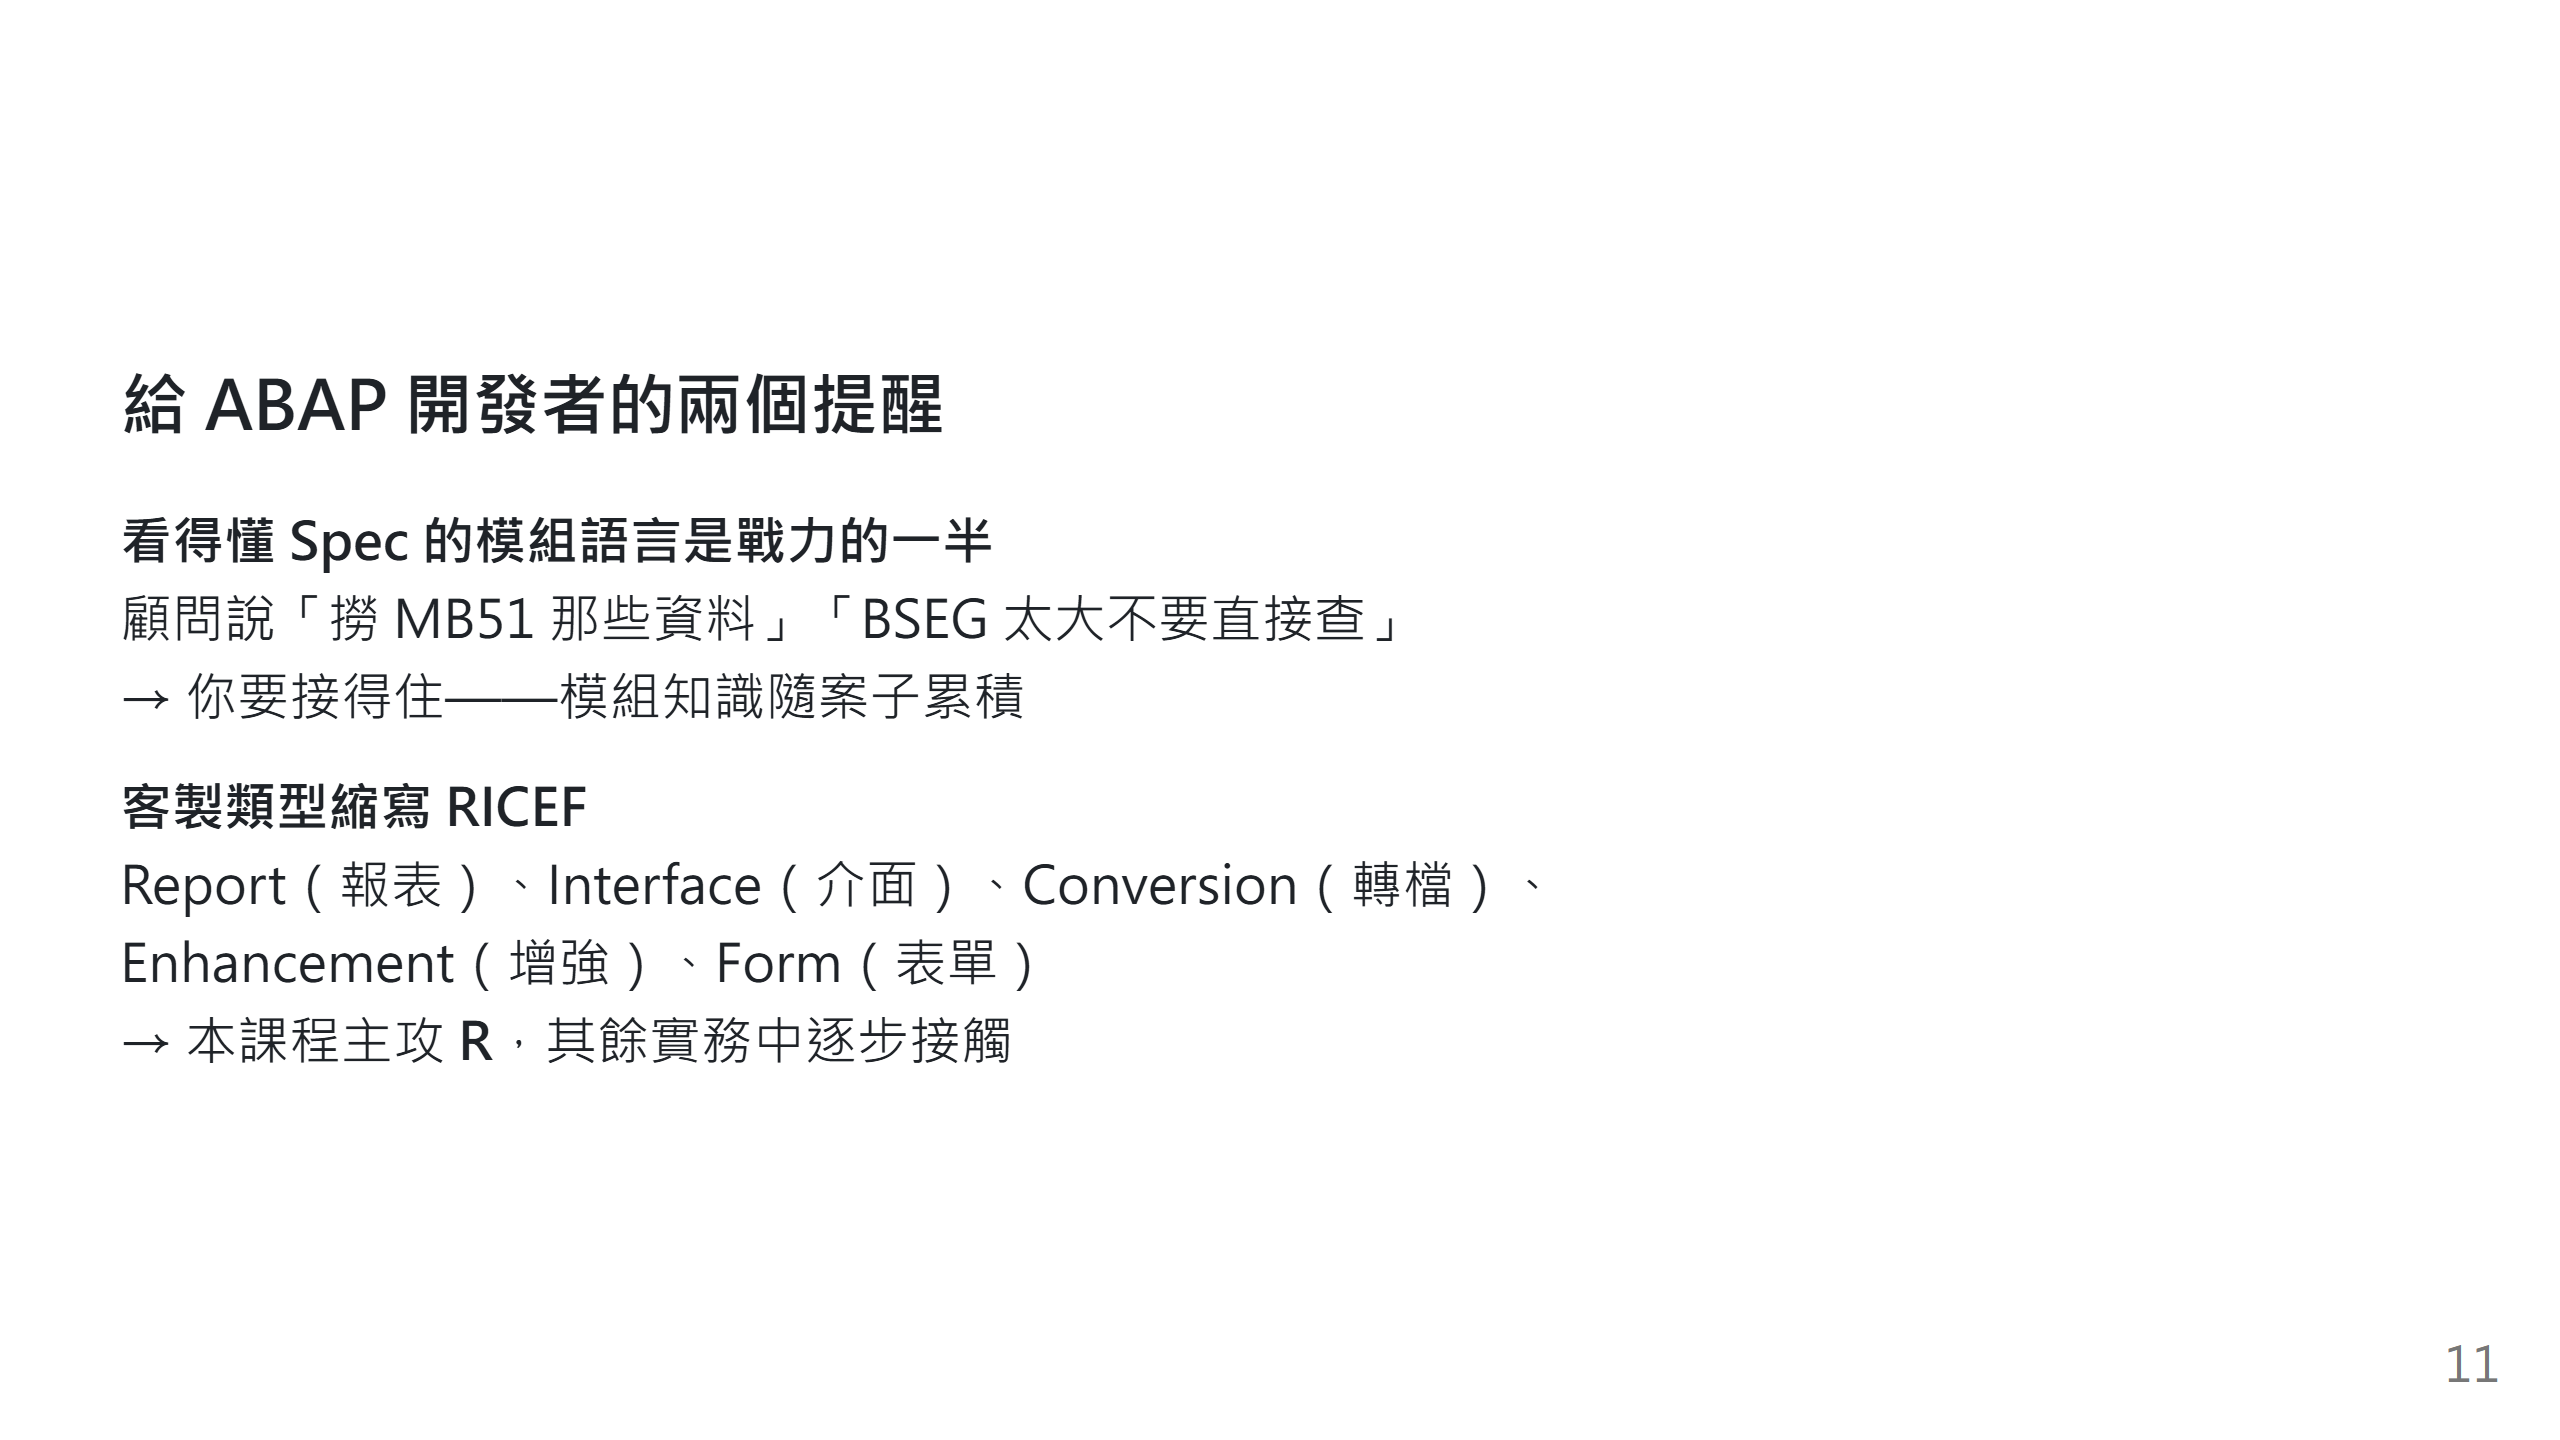 給 ABAP 開發者的兩個提醒
看得懂 Spec 的模組語言是戰力的一半
顧問說「撈 MB51 那些資料」「BSEG 太大不要直接查」
→ 你要接得住——模組知識隨案子累積
客製類型縮寫 RICEF
Report（報表）、Interface（介面）、Conversion（轉檔）、
Enhancement（增強）、Form（表單）
→ 本課程主攻 R，其餘實務中逐步接觸
11